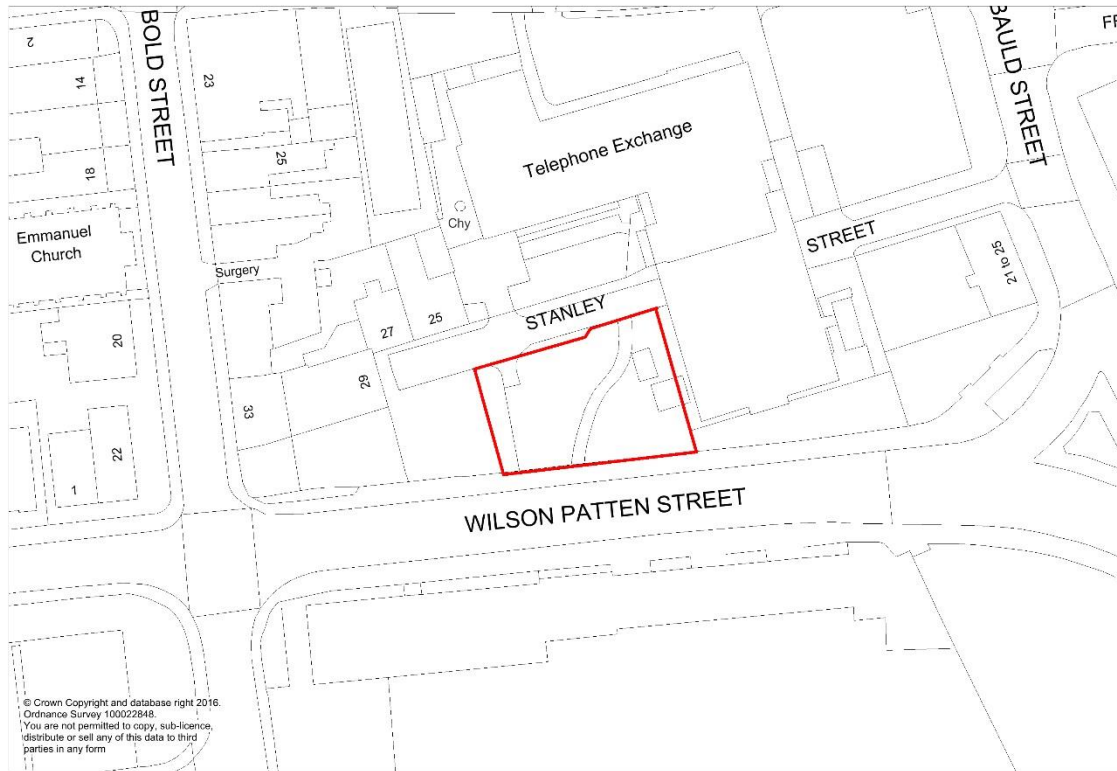 BOLD STREET
2
14
18
23
25
Emmanuel
Church
Surgery
20
22
1
33
29
27
25
Chy
Telephone Exchange
STANLEY
STREET
BAULD STREET
FR
21 to 25
WILSON PATTEN STREET
© Crown Copyright and database right 2016.
Ordnance Survey 100022848.
You are not permitted to copy, sub-licence,
distribute or sell any of this data to third
parties in any form